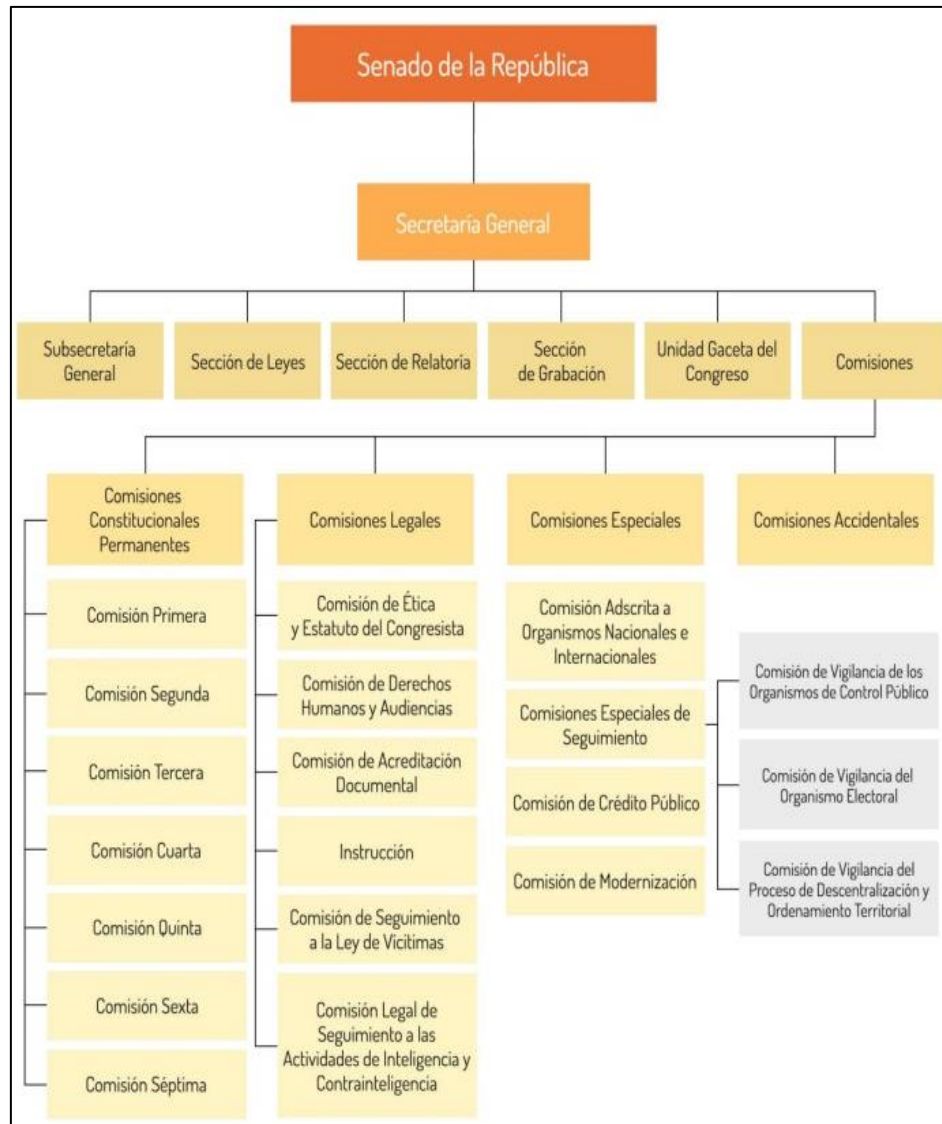 Senado de la República
Secretaría General
Subsecretaría
General
Sección de Leyes
Sección de Relatoría
Sección
de Grabación
Unidad Gaceta del
Congreso
Comisiones
Comisiones
Constitucionales
Permanentes
Comisión Primera
Comisión Segunda
Comisión Tercera
Comisión Cuarta
Comisión Quinta
Comisión Sexta
Comisión Séptima
Comisiones Legales
Comisión de Ética
y Estatuto del Congresista
Comisión de Derechos
Humanos y Audiencias
Comisión de Acreditación
Documental
Instrucción
Comisión de Seguimiento
a la Ley de Vícitimas
Comisión Legal de
Seguimiento a las
Actividades de Inteligencia y
Contrainteligencia
Comisiones Especiales
Comisión Adscrita a
Organismos Nacionales e
Internacionales
Comisiones Especiales de
Seguimiento
Comisión de Crédito Público
Comisión de Modernización
Comisiones Accidentales
Comisión de Vigilancia de los
Organismos de Control Público
Comisión de Vigilancia del
Organismo Electoral
Comisión de Vigilancia del
Proceso de Descentralización y
Ordenamiento Territorial